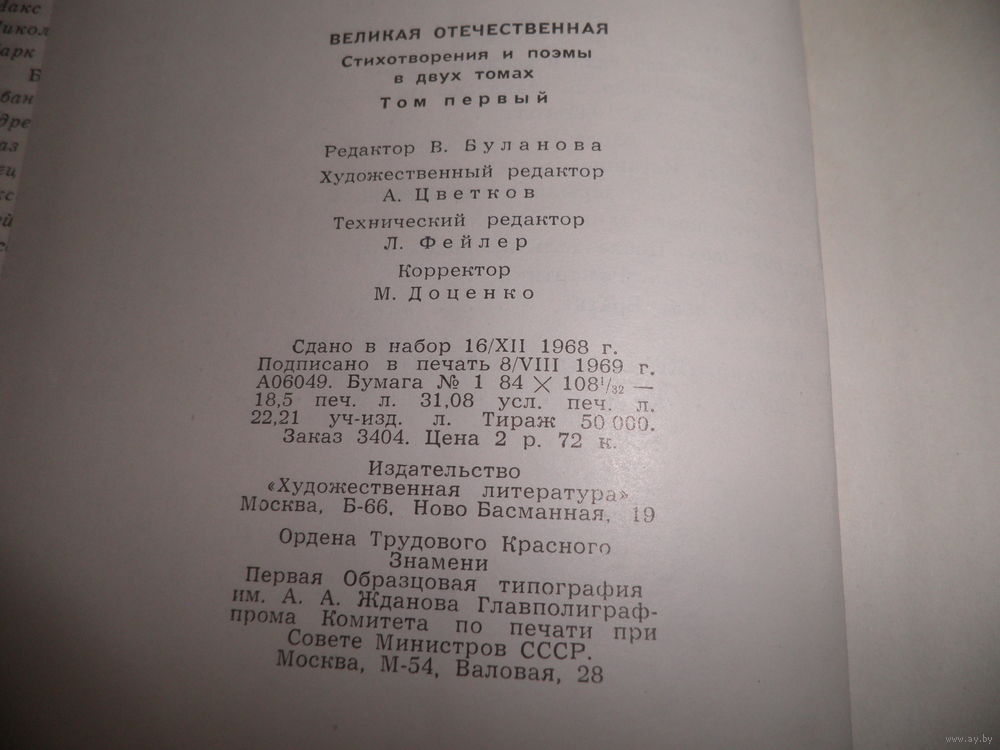 ВЕЛИКАЯ ОТЕЧЕСТВЕННАЯ
Стихотворения и поэмы
в двух томах
Том первый
Редактор В. Буланова
Художественный редактор
А. Цветков
Технический редактор
Л. Фейлер
Корректор
М. Доценко
Сдано в набор 16/XII 1968 г.
Подписано в печать 8/VIII 1969 г.
А06049. Бумага № 1 84 × 108¹/₃₂ —
18,5 печ. л. 31,08 усл. печ. л.
22,21 уч-изд. л. Тираж 50 000.
Заказ 3404. Цена 2 р. 72 к.
Издательство
«Художественная литература»
Москва, Б-66, Ново Басманная, 19
Ордена Трудового Красного
Знамени
Первая Образцовая типография
им. А. А. Жданова Главполиграф-
прома Комитета по печати при
Совете Министров СССР.
Москва, М-54, Валовая, 28
www.ay.by